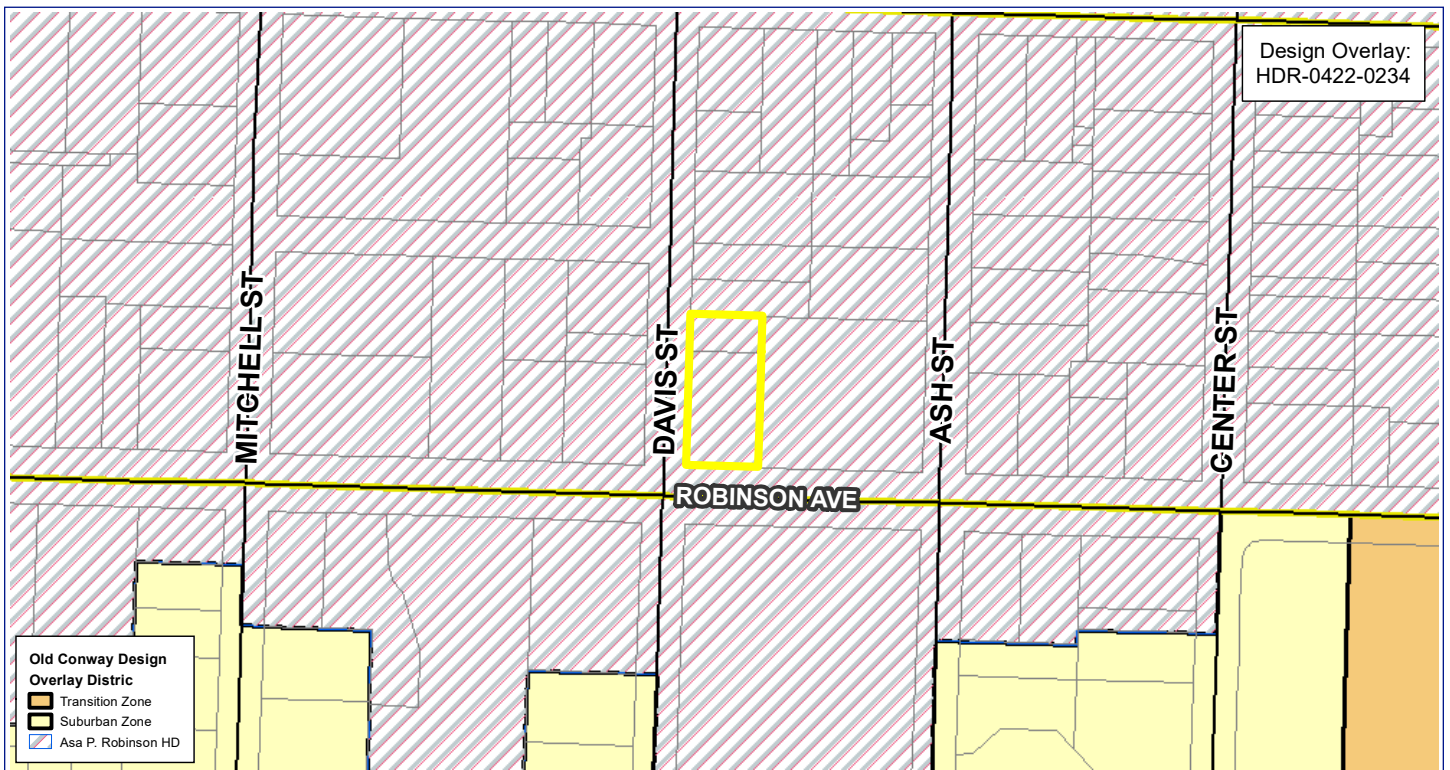 Design Overlay:
HDR-0422-0234
MITCHELL ST
DAVIS ST
ASH ST
CENTER ST
ROBINSON AVE
Old Conway Design
Overlay Distric
Transition Zone
Suburban Zone
Asa P. Robinson HD